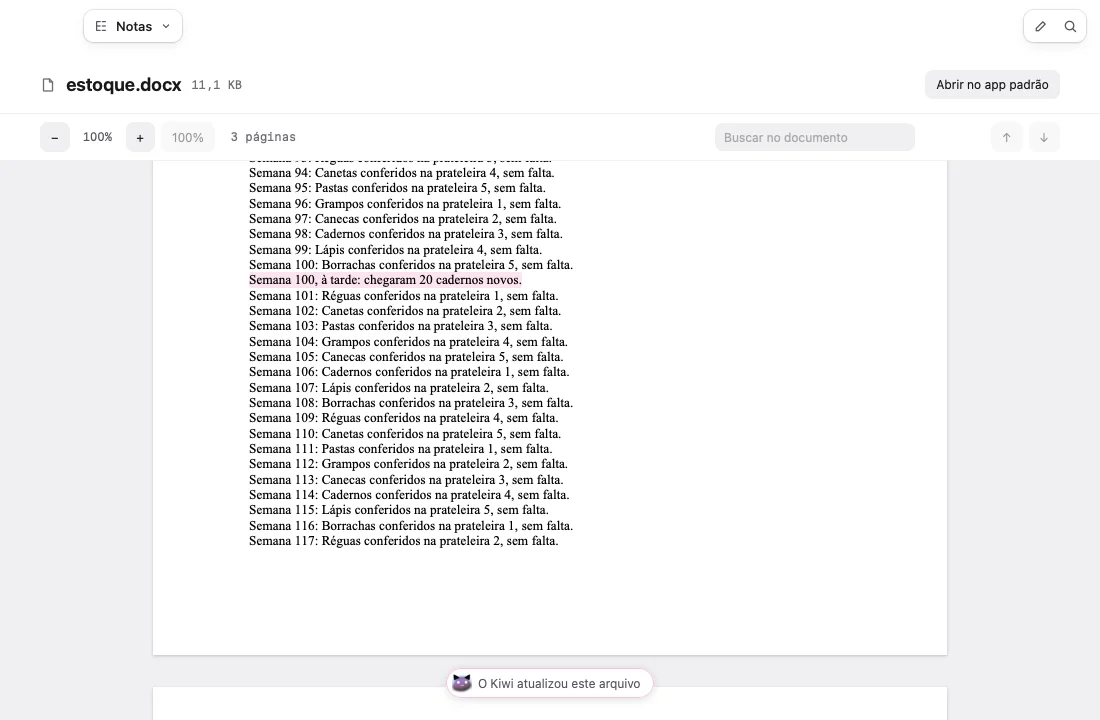 Notas
estoque.docx 11,1 KB
Abrir no app padrão
− 100% + 100% 3 páginas
Buscar no documento
Semana 93: Réguas conferidos na prateleira 3, sem falta.
Semana 94: Canetas conferidos na prateleira 4, sem falta.
Semana 95: Pastas conferidos na prateleira 5, sem falta.
Semana 96: Grampos conferidos na prateleira 1, sem falta.
Semana 97: Canecas conferidos na prateleira 2, sem falta.
Semana 98: Cadernos conferidos na prateleira 3, sem falta.
Semana 99: Lápis conferidos na prateleira 4, sem falta.
Semana 100: Borrachas conferidos na prateleira 5, sem falta.
Semana 100, à tarde: chegaram 20 cadernos novos.
Semana 101: Réguas conferidos na prateleira 1, sem falta.
Semana 102: Canetas conferidos na prateleira 2, sem falta.
Semana 103: Pastas conferidos na prateleira 3, sem falta.
Semana 104: Grampos conferidos na prateleira 4, sem falta.
Semana 105: Canecas conferidos na prateleira 5, sem falta.
Semana 106: Cadernos conferidos na prateleira 1, sem falta.
Semana 107: Lápis conferidos na prateleira 2, sem falta.
Semana 108: Borrachas conferidos na prateleira 3, sem falta.
Semana 109: Réguas conferidos na prateleira 4, sem falta.
Semana 110: Canetas conferidos na prateleira 5, sem falta.
Semana 111: Pastas conferidos na prateleira 1, sem falta.
Semana 112: Grampos conferidos na prateleira 2, sem falta.
Semana 113: Canecas conferidos na prateleira 3, sem falta.
Semana 114: Cadernos conferidos na prateleira 4, sem falta.
Semana 115: Lápis conferidos na prateleira 5, sem falta.
Semana 116: Borrachas conferidos na prateleira 1, sem falta.
Semana 117: Réguas conferidos na prateleira 2, sem falta.
O Kiwi atualizou este arquivo